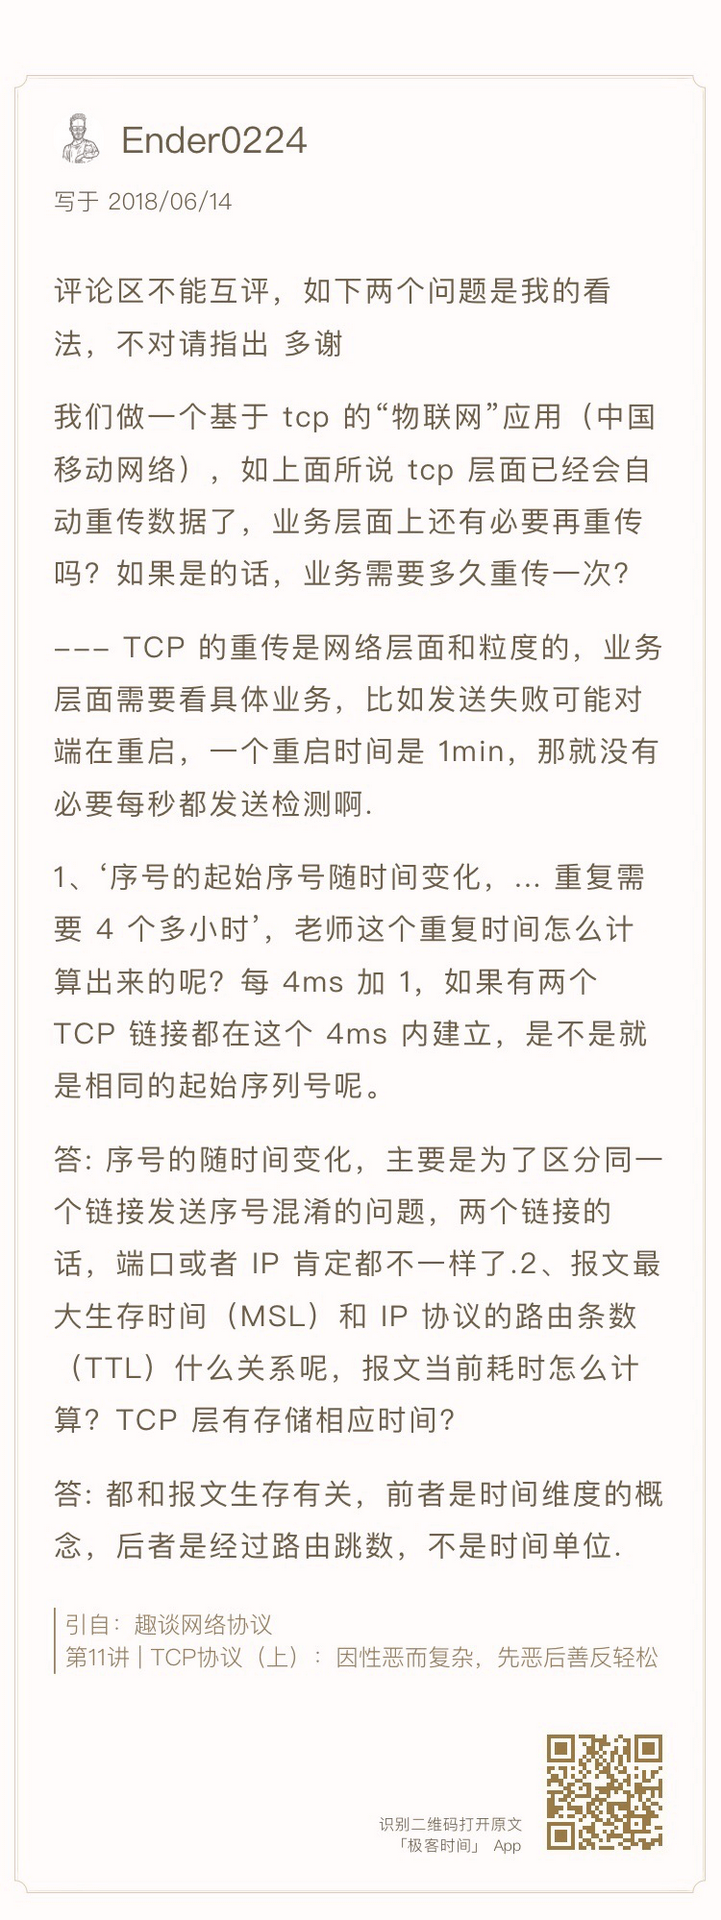 Ender0224
写于 2018/06/14
评论区不能互评，如下两个问题是我的看
法，不对请指出 多谢
我们做一个基于 tcp 的“物联网”应用（中国
移动网络），如上面所说 tcp 层面已经会自
动重传数据了，业务层面上还有必要再重传
吗？如果是的话，业务需要多久重传一次？
--- TCP 的重传是网络层面和粒度的，业务
层面需要看具体业务，比如发送失败可能对
端在重启，一个重启时间是 1min，那就没有
必要每秒都发送检测啊.
1、‘序号的起始序号随时间变化，... 重复需
要 4 个多小时’，老师这个重复时间怎么计
算出来的呢？每 4ms 加 1，如果有两个
TCP 链接都在这个 4ms 内建立，是不是就
是相同的起始序列号呢。
答: 序号的随时间变化，主要是为了区分同一
个链接发送序号混淆的问题，两个链接的
话，端口或者 IP 肯定都不一样了.2、报文最
大生存时间（MSL）和 IP 协议的路由条数
（TTL）什么关系呢，报文当前耗时怎么计
算？TCP 层有存储相应时间？
答: 都和报文生存有关，前者是时间维度的概
念，后者是经过路由跳数，不是时间单位.
引自：趣谈网络协议
第11讲 | TCP协议（上）：因性恶而复杂，先恶后善反轻松
识别二维码打开原文
「极客时间」 App